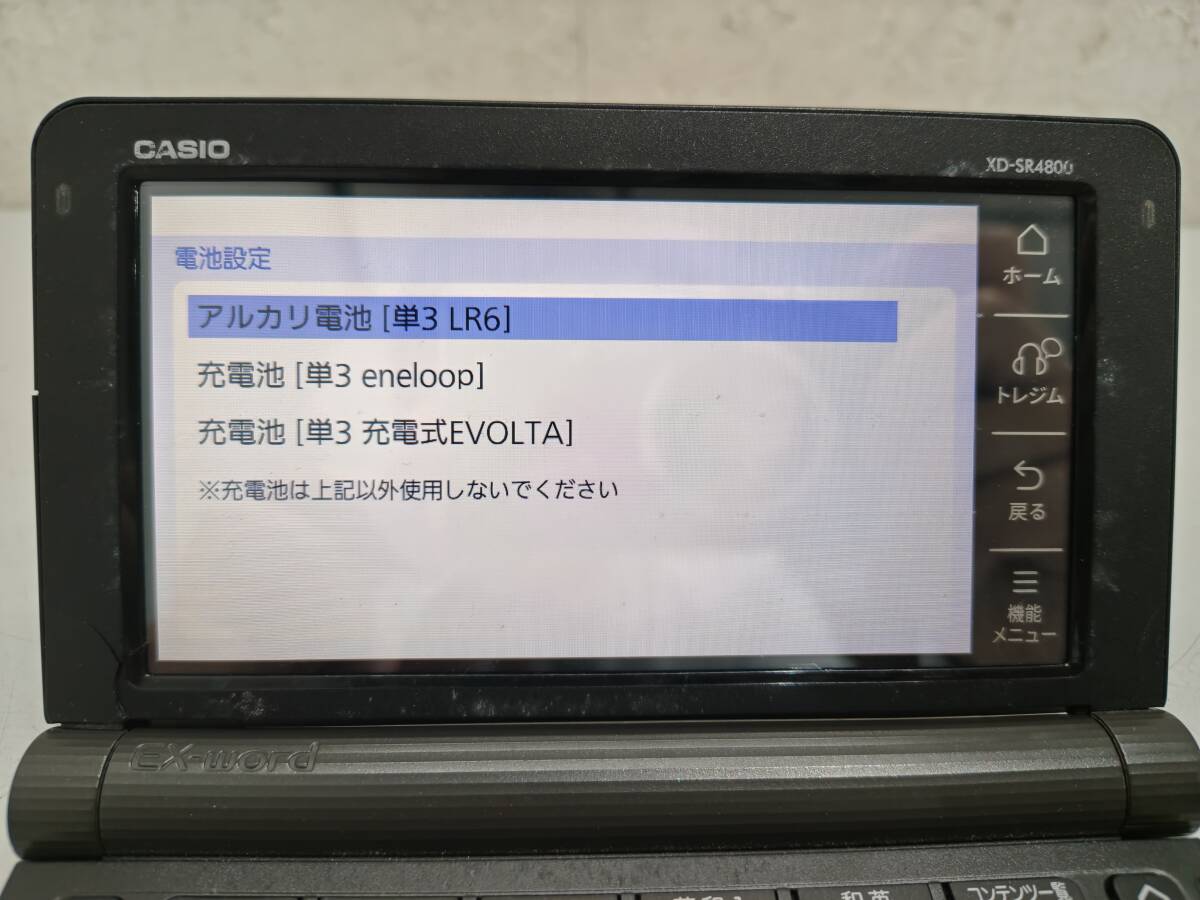 CASIO
XD-SR4800
電池設定
アルカリ電池 [単3 LR6]
充電池 [単3 eneloop]
充電池 [単3 充電式EVOLTA]
※充電池は上記以外使用しないでください
ホーム
トレジム
戻る
機能
メニュー
EX-word
和英
コンテンツ一覧